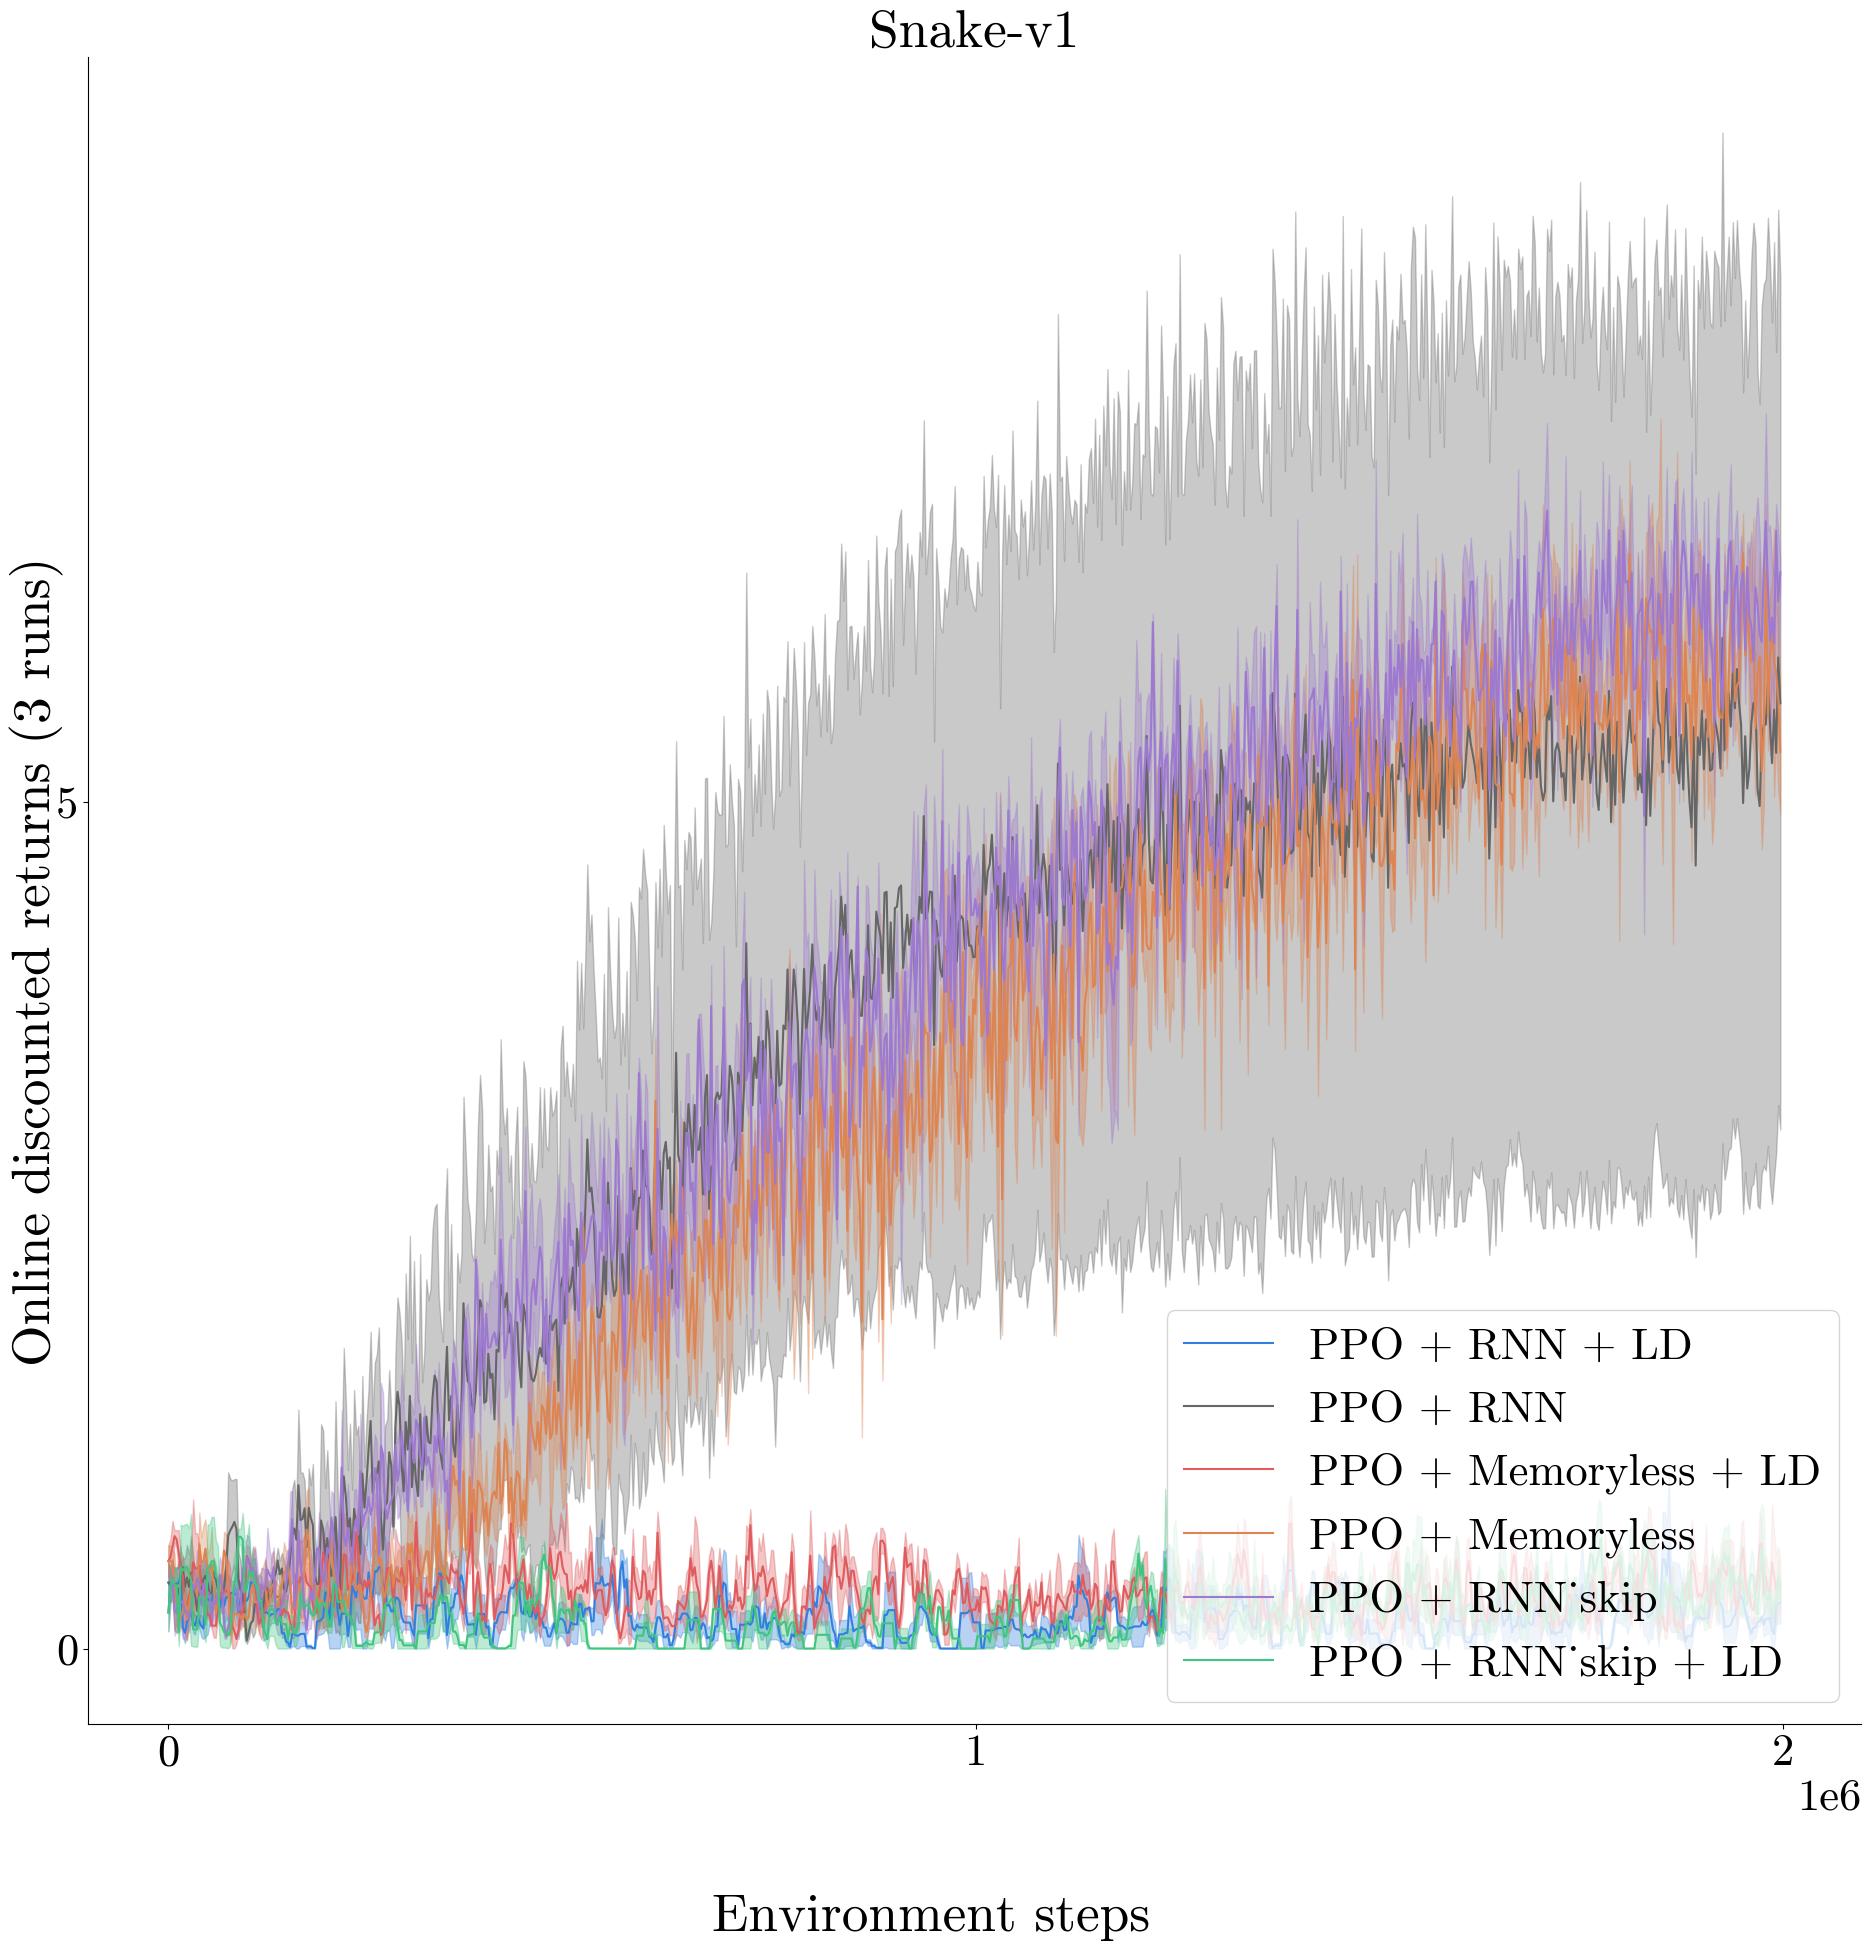 Snake-v1
Online discounted returns (3 runs)
5
0
PPO + RNN + LD
PPO + RNN
PPO + Memoryless + LD
PPO + Memoryless
PPO + RNN˙skip
PPO + RNN˙skip + LD
0 1 2
1e6
Environment steps